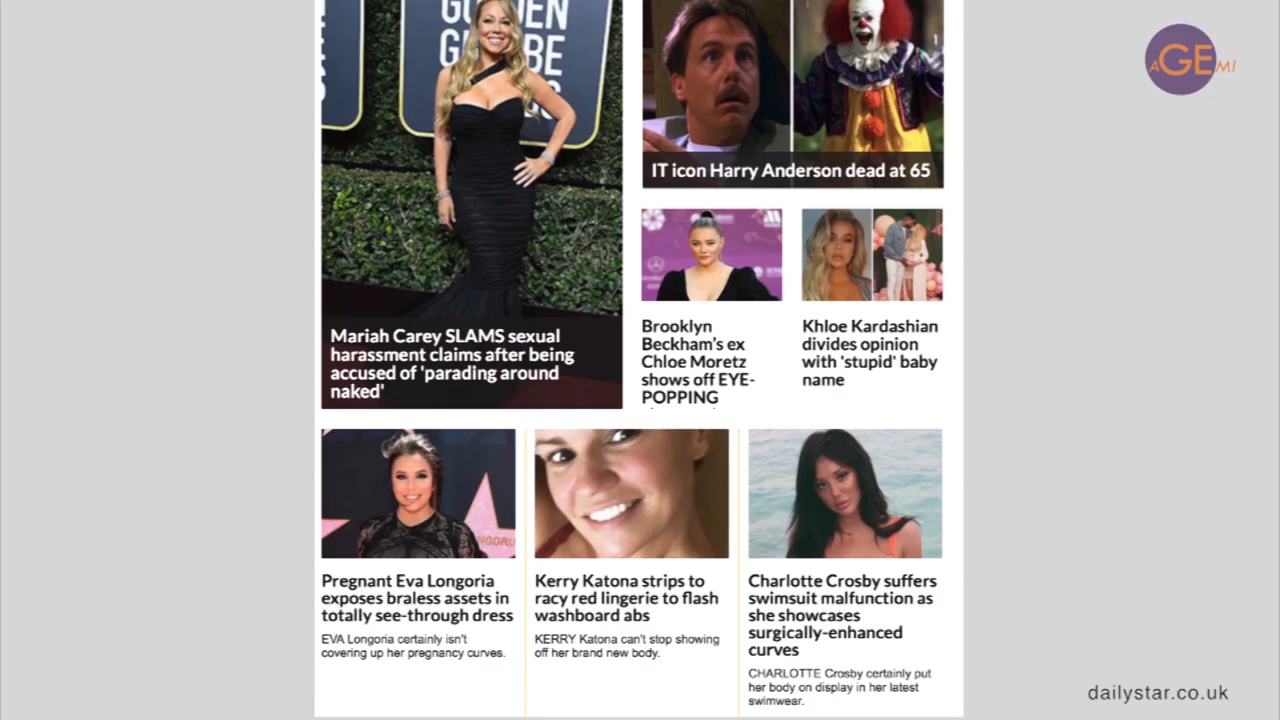 GOLDEN
GLOBE
AGEMI
IT icon Harry Anderson dead at 65
Mariah Carey SLAMS sexual
harassment claims after being
accused of 'parading around
naked'
Brooklyn
Beckham's ex
Chloe Moretz
shows off EYE-
POPPING
Khloe Kardashian
divides opinion
with 'stupid' baby
name
Pregnant Eva Longoria
exposes braless assets in
totally see-through dress
EVA Longoria certainly isn't
covering up her pregnancy curves.
Kerry Katona strips to
racy red lingerie to flash
washboard abs
KERRY Katona can't stop showing
off her brand new body.
Charlotte Crosby suffers
swimsuit malfunction as
she showcases
surgically-enhanced
curves
CHARLOTTE Crosby certainly put
her body on display in her latest
swimwear.
dailystar.co.uk